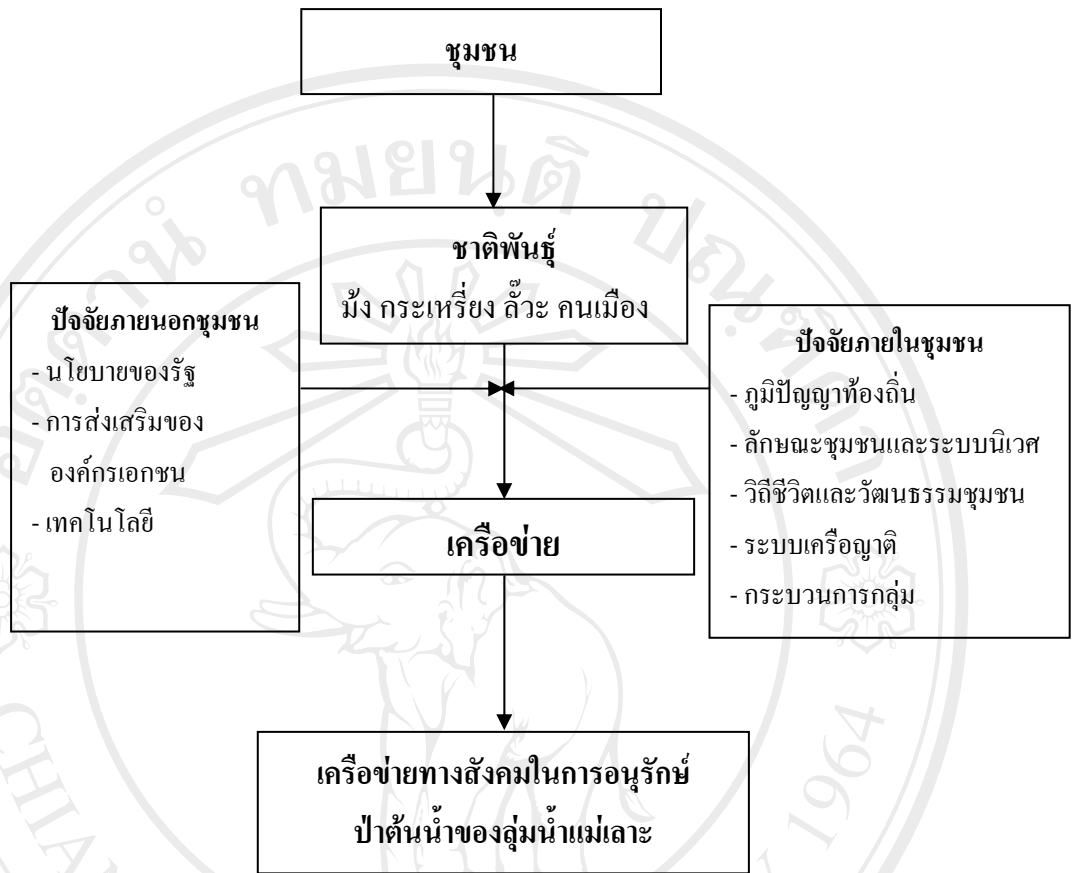 ชุมชน
ชาติพันธุ์
ม้ง กระเหรี่ยง ลั๊วะ คนเมือง
ปัจจัยภายนอกชุมชน
- นโยบายของรัฐ
- การส่งเสริมของ
องค์กรเอกชน
- เทคโนโลยี
ปัจจัยภายในชุมชน
- ภูมิปัญญาท้องถิ่น
- ลักษณะชุมชนและระบบนิเวศ
- วิถีชีวิตและวัฒนธรรมชุมชน
- ระบบเครือญาติ
- กระบวนการกลุ่ม
เครือข่าย
เครือข่ายทางสังคมในการอนุรักษ์
ป่าต้นน้ำของลุ่มน้ำแม่เลาะ
ทมยนฺติ
1964